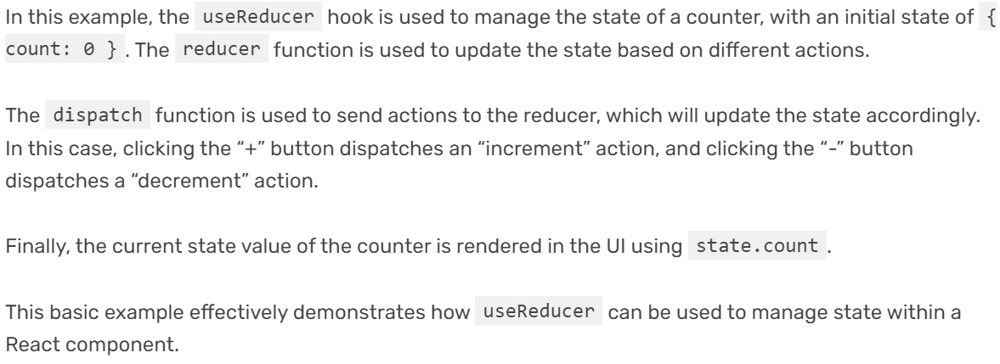 In this example, the useReducer hook is used to manage the state of a counter, with an initial state of {
count: 0 }. The reducer function is used to update the state based on different actions.
The dispatch function is used to send actions to the reducer, which will update the state accordingly.
In this case, clicking the “+” button dispatches an “increment” action, and clicking the “-” button
dispatches a “decrement” action.
Finally, the current state value of the counter is rendered in the UI using state.count.
This basic example effectively demonstrates how useReducer can be used to manage state within a
React component.